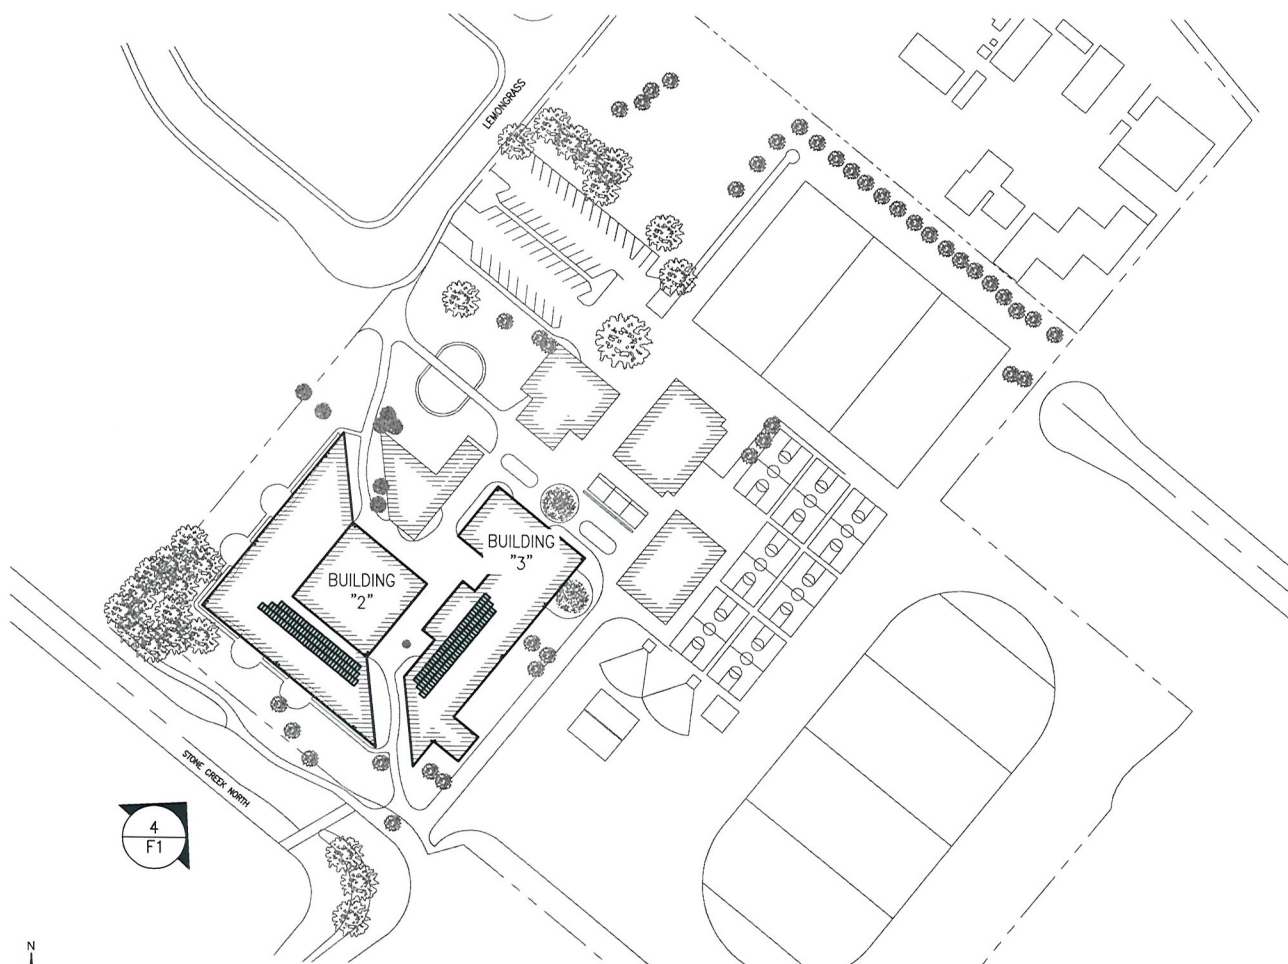 LEMONGRASS
BUILDING
"3"
BUILDING
"2"
STONE CREEK NORTH
4
F1
N